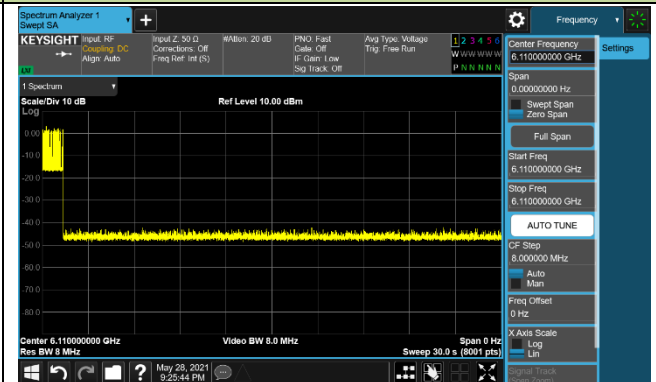 Spectrum Analyzer 1
Swept SA
+
Frequency
KEYSIGHT Input: RF
Coupling: DC
Align: Auto
Input Z: 50 Ω
Corrections: Off
Freq Ref: Int (S)
#Atten: 20 dB
PNO: Fast
Gate: Off
IF Gain: Low
Sig Track: Off
Avg Type: Voltage
Trig: Free Run
1 2 3 4 5 6
W W W W W W
P N N N N N
LXI
1 Spectrum
Scale/Div 10 dB
Ref Level 10.00 dBm
Log
0.00
-10.0
-20.0
-30.0
-40.0
-50.0
-60.0
-70.0
-80.0
Center 6.110000000 GHz
Video BW 8.0 MHz
Span 0 Hz
Res BW 8 MHz
Sweep 30.0 s (8001 pts)
Center Frequency
6.110000000 GHz
Settings
Span
0.00000000 Hz
Swept Span
Zero Span
Full Span
Start Freq
6.110000000 GHz
Stop Freq
6.110000000 GHz
AUTO TUNE
CF Step
8.000000 MHz
Auto
Man
Freq Offset
0 Hz
X Axis Scale
Log
Lin
Signal Track
(Span Zoom)
?
May 28, 2021
9:25:44 PM